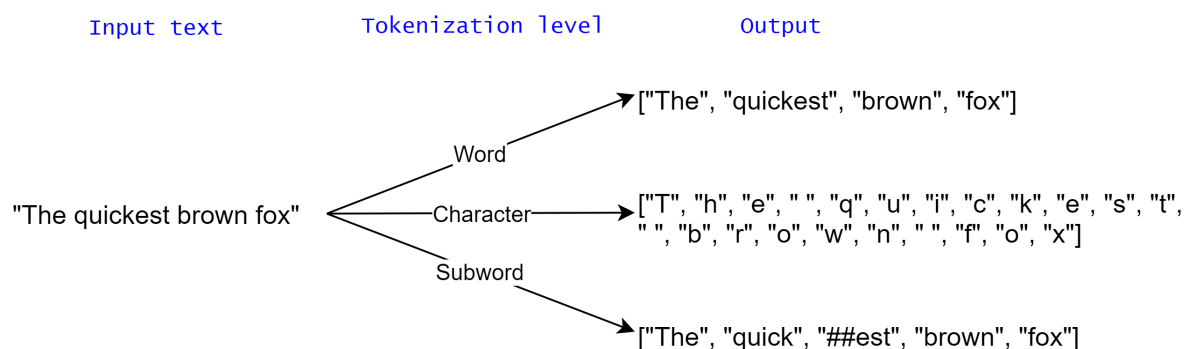 Input text
Tokenization level
Output
["The", "quickest", "brown", "fox"]
Word
"The quickest brown fox"
Character
["T", "h", "e", " ", "q", "u", "i", "c", "k", "e", "s", "t",
" ", "b", "r", "o", "w", "n", " ", "f", "o", "x"]
Subword
["The", "quick", "##est", "brown", "fox"]